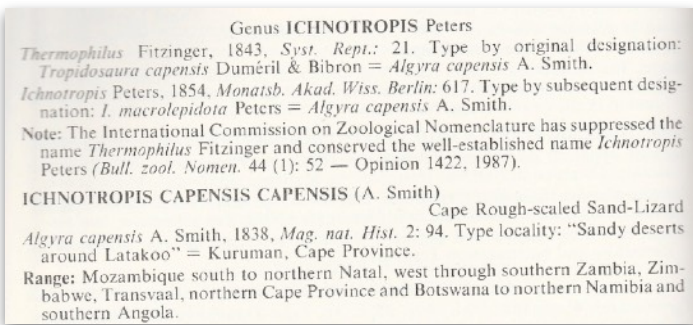 Genus ICHNOTROPIS Peters
Thermophilus Fitzinger, 1843, Syst. Rept.: 21. Type by original designation:
Tropidosaura capensis Duméril & Bibron = Algyra capensis A. Smith.
Ichnotropis Peters, 1854, Monatsb. Akad. Wiss. Berlin: 617. Type by subsequent desig-
nation: I. macrolepidota Peters = Algyra capensis A. Smith.
Note: The International Commission on Zoological Nomenclature has suppressed the
name Thermophilus Fitzinger and conserved the well-established name Ichnotropis
Peters (Bull. zool. Nomen. 44 (1): 52 — Opinion 1422, 1987).
ICHNOTROPIS CAPENSIS CAPENSIS (A. Smith)
Cape Rough-scaled Sand-Lizard
Algyra capensis A. Smith, 1838, Mag. nat. Hist. 2: 94. Type locality: “Sandy deserts
around Latakoo” = Kuruman, Cape Province.
Range: Mozambique south to northern Natal, west through southern Zambia, Zim-
babwe, Transvaal, northern Cape Province and Botswana to northern Namibia and
southern Angola.